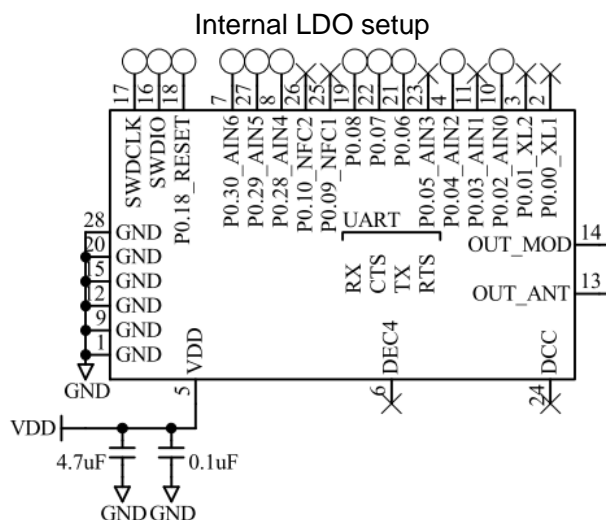 Internal LDO setup
17 16 18 7 27 8 26 25 19 22 21 23 4 11 10 3 2
SWDCLK
SWDIO
P0.18_RESET
P0.30_AIN6
P0.29_AIN5
P0.28_AIN4
P0.10_NFC2
P0.09_NFC1
P0.08
P0.07
P0.06
P0.05_AIN3
P0.04_AIN2
P0.03_AIN1
P0.02_AIN0
P0.01_XL2
P0.00_XL1
UART
RX
CTS
TX
RTS
28 GND
20 GND
15 GND
12 GND
9 GND
1 GND
GND
OUT_MOD 14
OUT_ANT 13
VDD
DEC4
DCC
5
6
24
VDD
4.7uF
0.1uF
GND
GND